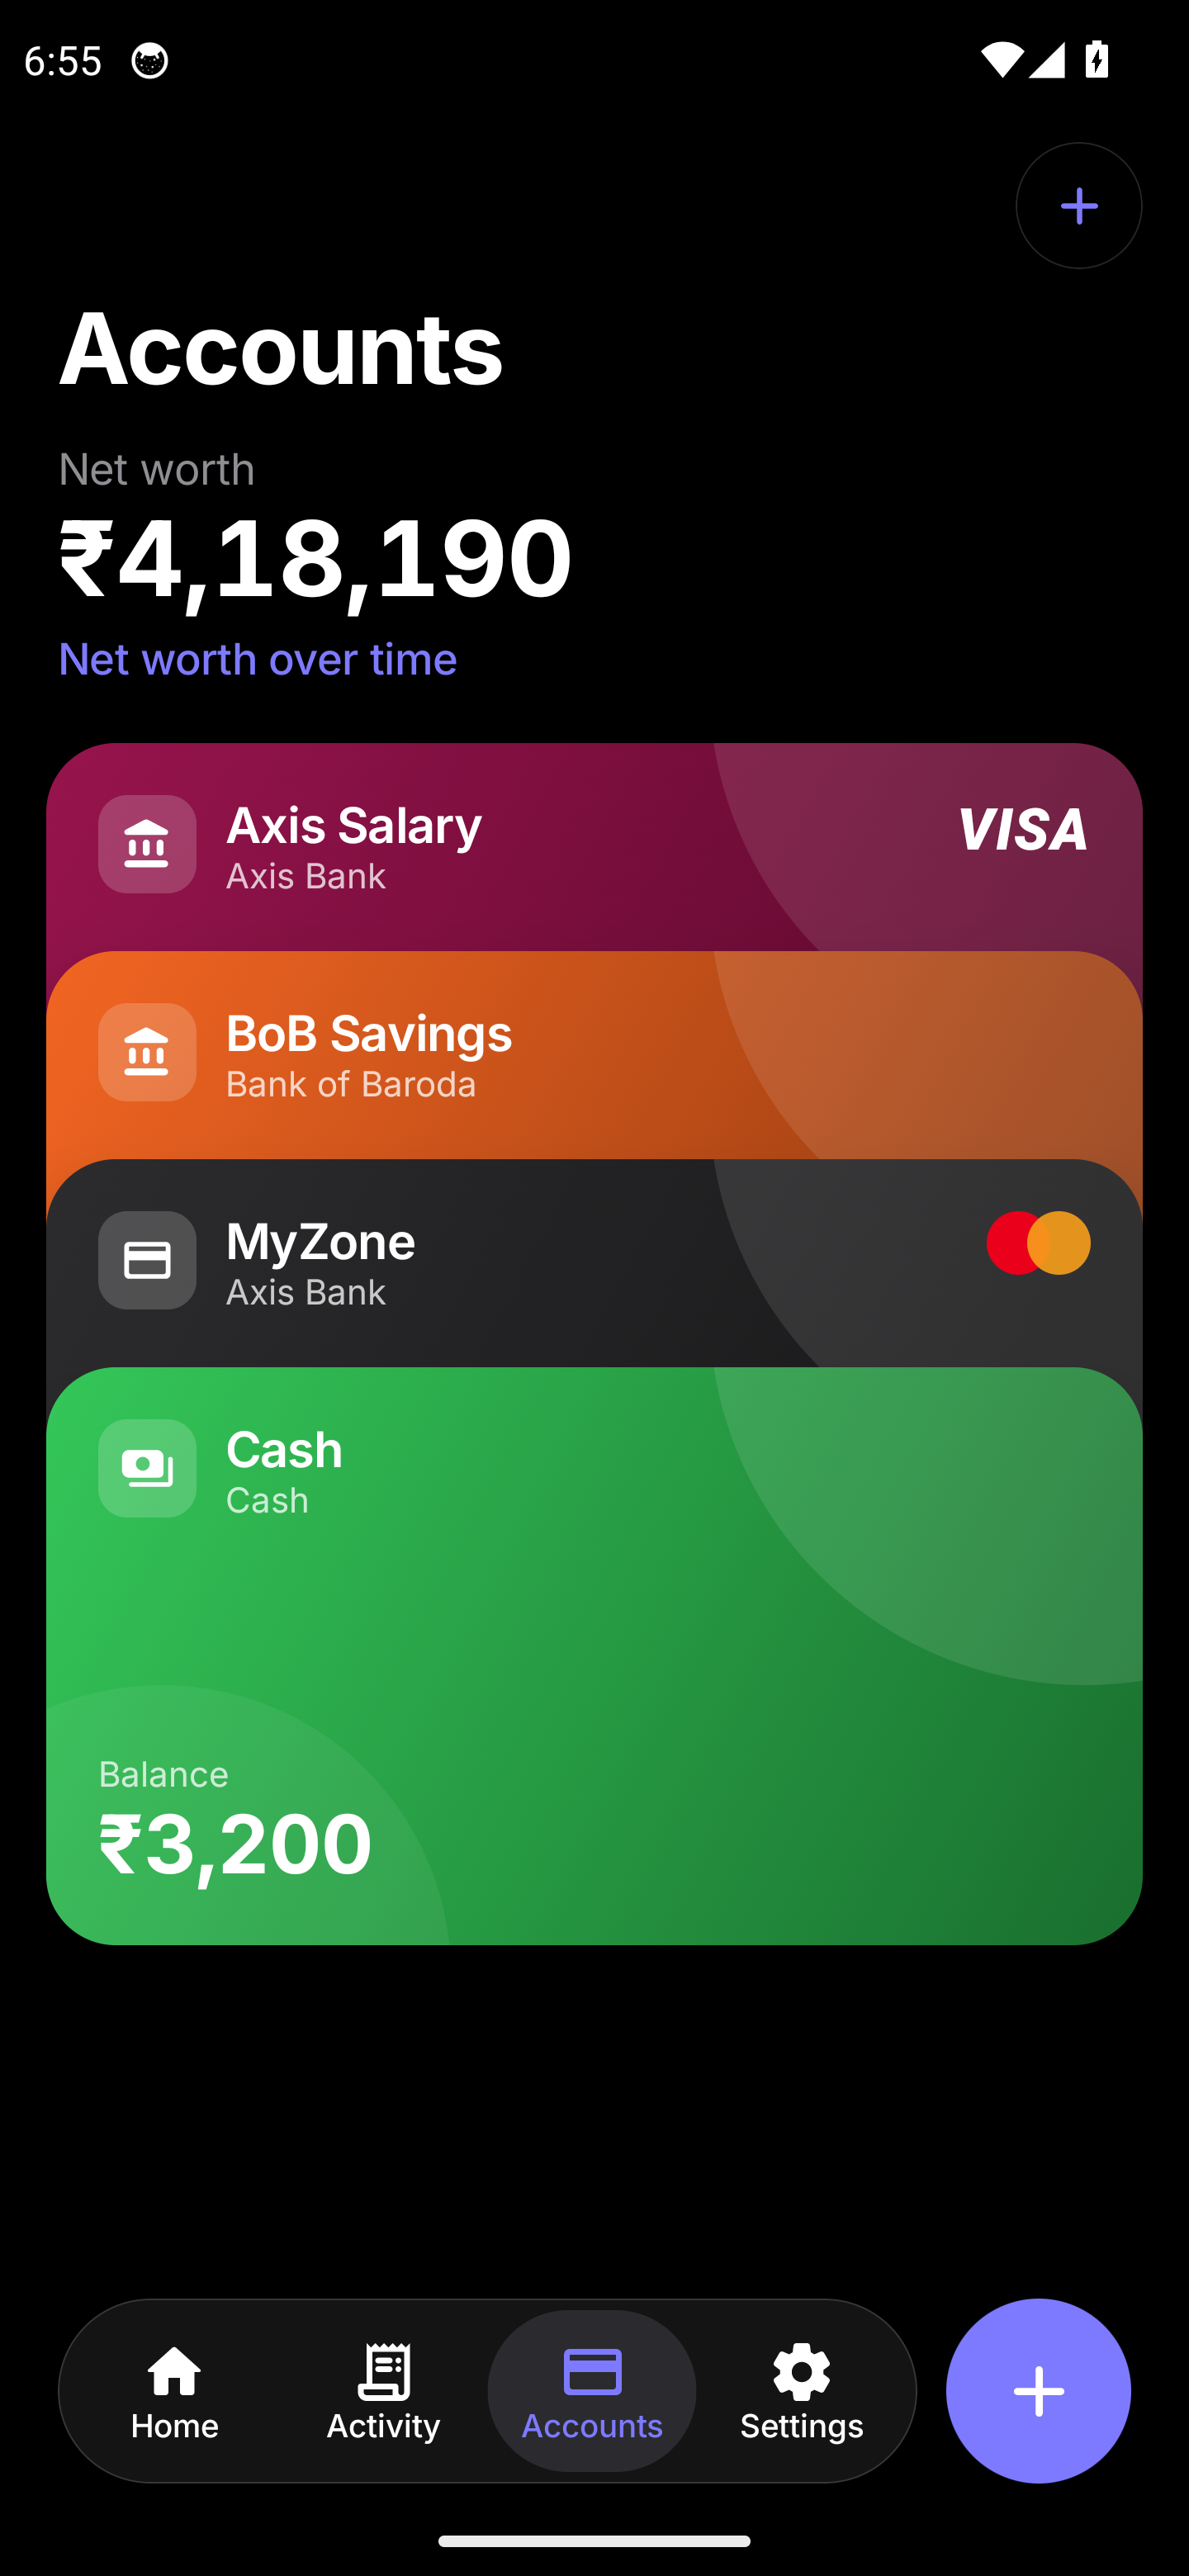 6:55
Accounts
Net worth
₹4,18,190
Net worth over time
Axis Salary
VISA
Axis Bank
BoB Savings
Bank of Baroda
MyZone
Axis Bank
Cash
Cash
Balance
₹3,200
Home
Activity
Accounts
Settings